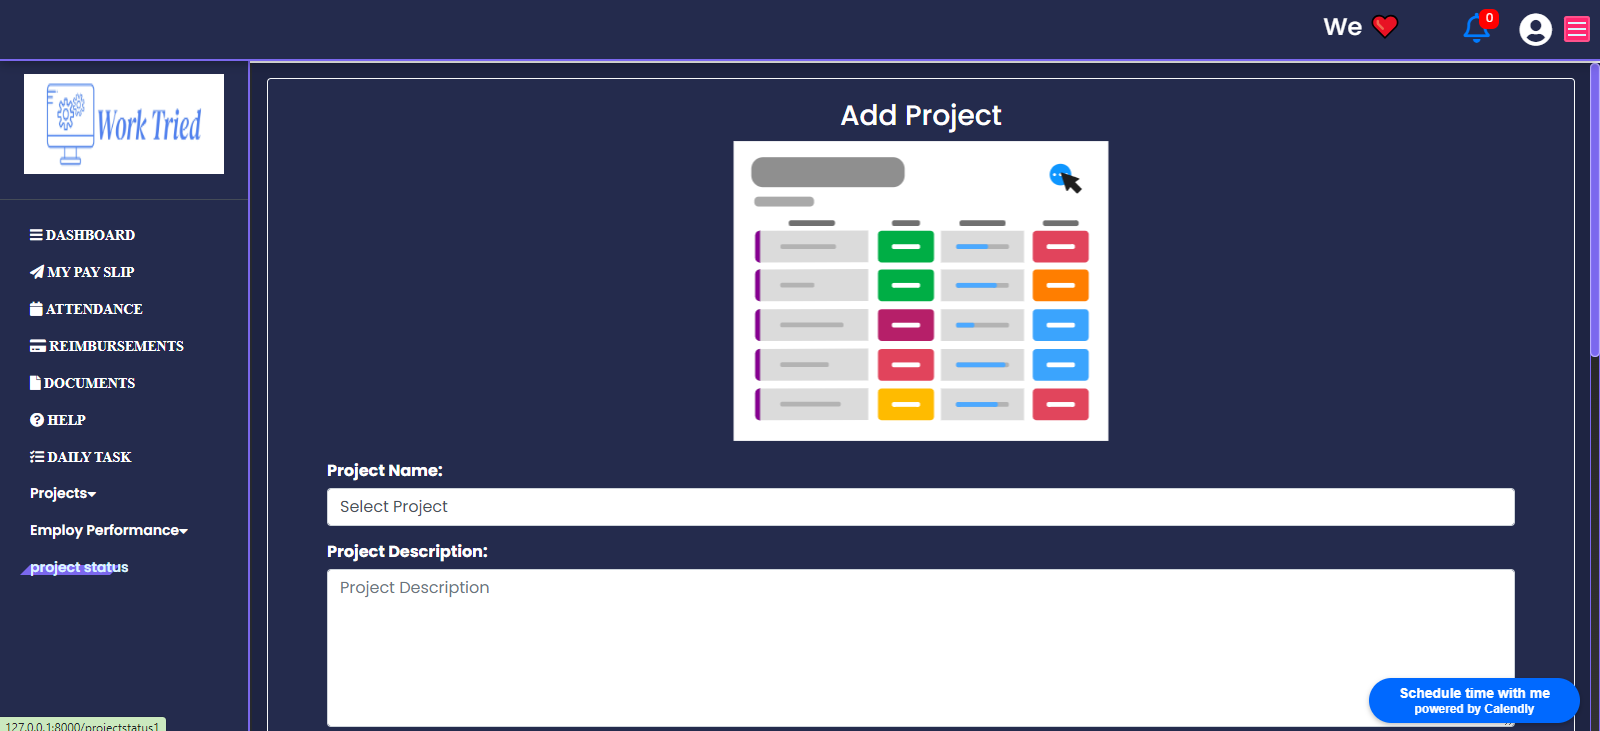 We
0
Work Tried
DASHBOARD
MY PAY SLIP
ATTENDANCE
REIMBURSEMENTS
DOCUMENTS
HELP
DAILY TASK
Projects
Employ Performance
project status
Add Project
Project Name:
Select Project
Project Description:
Project Description
Schedule time with me
powered by Calendly
127.0.0.1:8000/projectstatus1